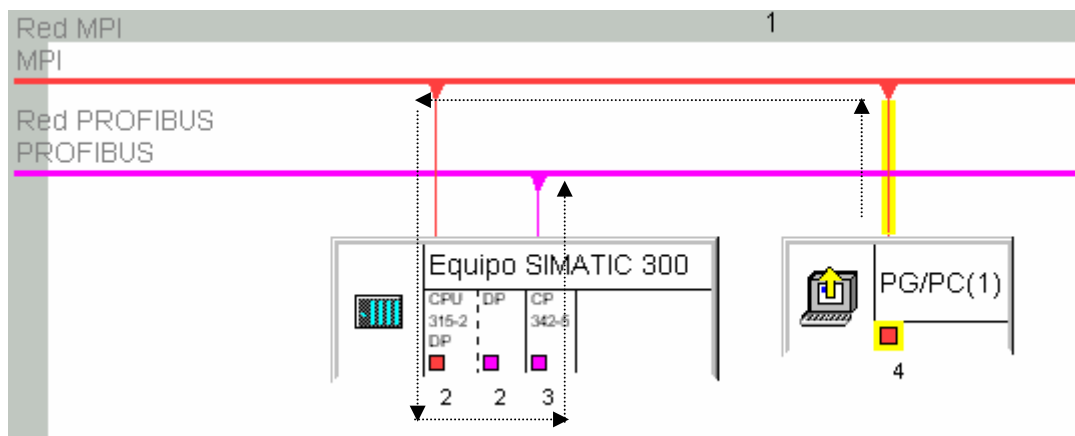 1
Red MPI
MPI
Red PROFIBUS
PROFIBUS
Equipo SIMATIC 300
CPU DP CP
315-2 342-5
DP
2 2 3
PG/PC(1)
4